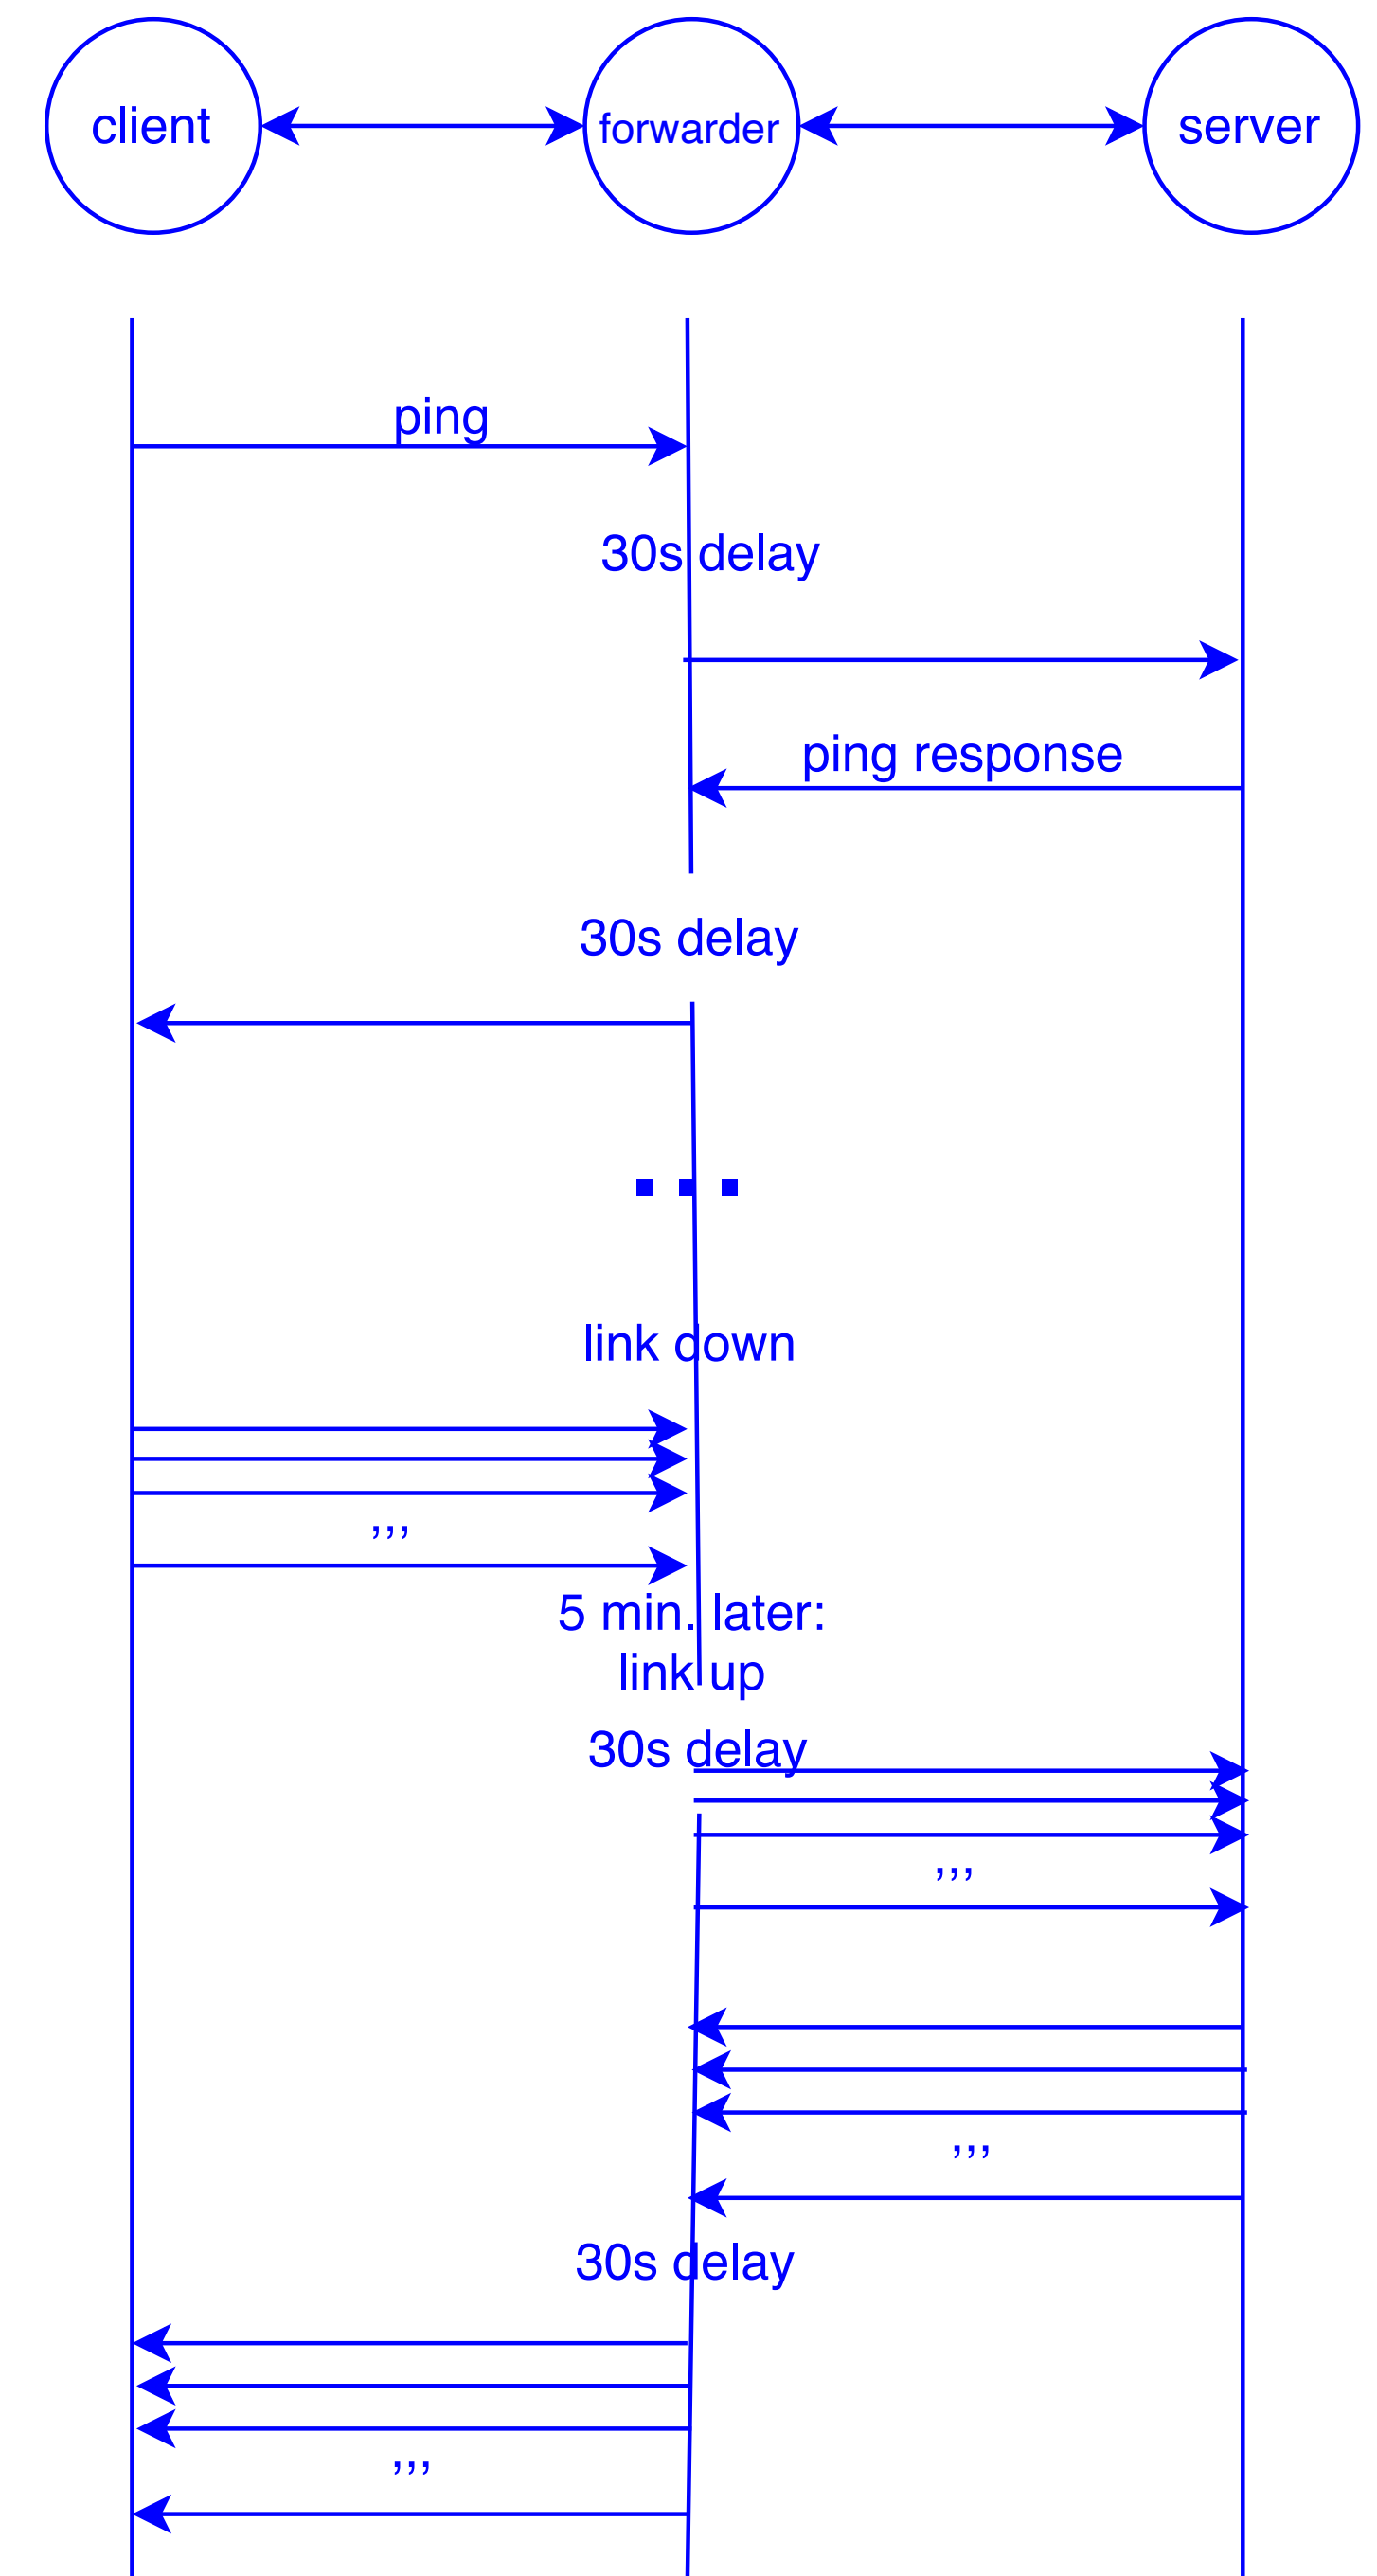 client
forwarder
server
ping
30s delay
ping response
30s delay
...
link down
,,,
5 min. later:
link up
30s delay
,,,
,,,
30s delay
,,,